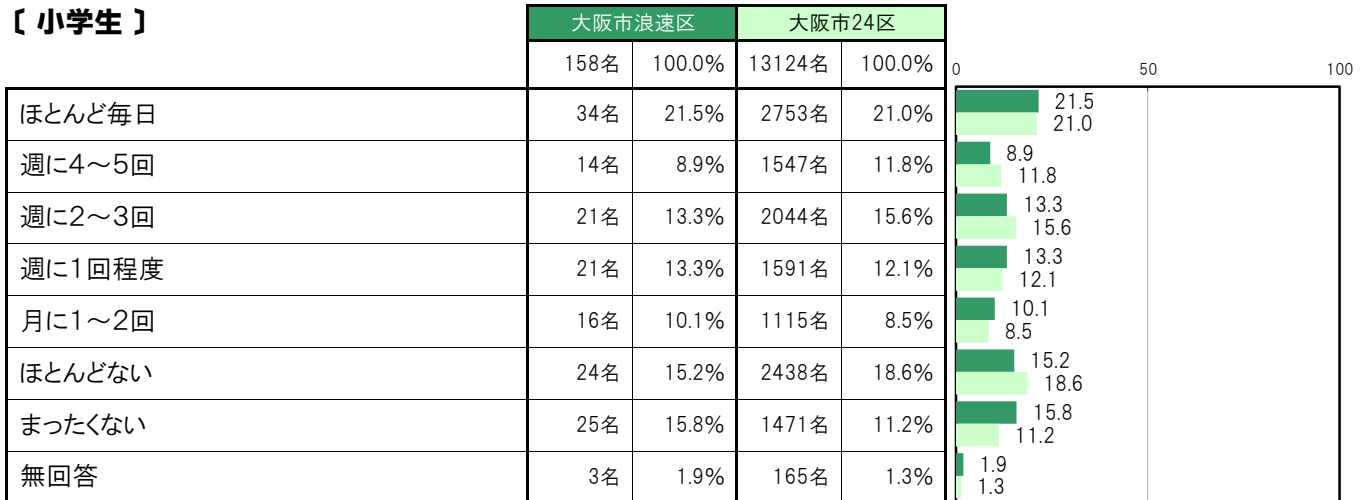 〔 小学生 〕
大阪市浪速区 大阪市24区
158名 100.0% 13124名 100.0%
0 50 100
ほとんど毎日 34名 21.5% 2753名 21.0% 21.5
21.0
週に4～5回 14名 8.9% 1547名 11.8% 8.9
11.8
週に2～3回 21名 13.3% 2044名 15.6% 13.3
15.6
週に1回程度 21名 13.3% 1591名 12.1% 13.3
12.1
月に1～2回 16名 10.1% 1115名 8.5% 10.1
8.5
ほとんどない 24名 15.2% 2438名 18.6% 15.2
18.6
まったくない 25名 15.8% 1471名 11.2% 15.8
11.2
無回答 3名 1.9% 165名 1.3% 1.9
1.3